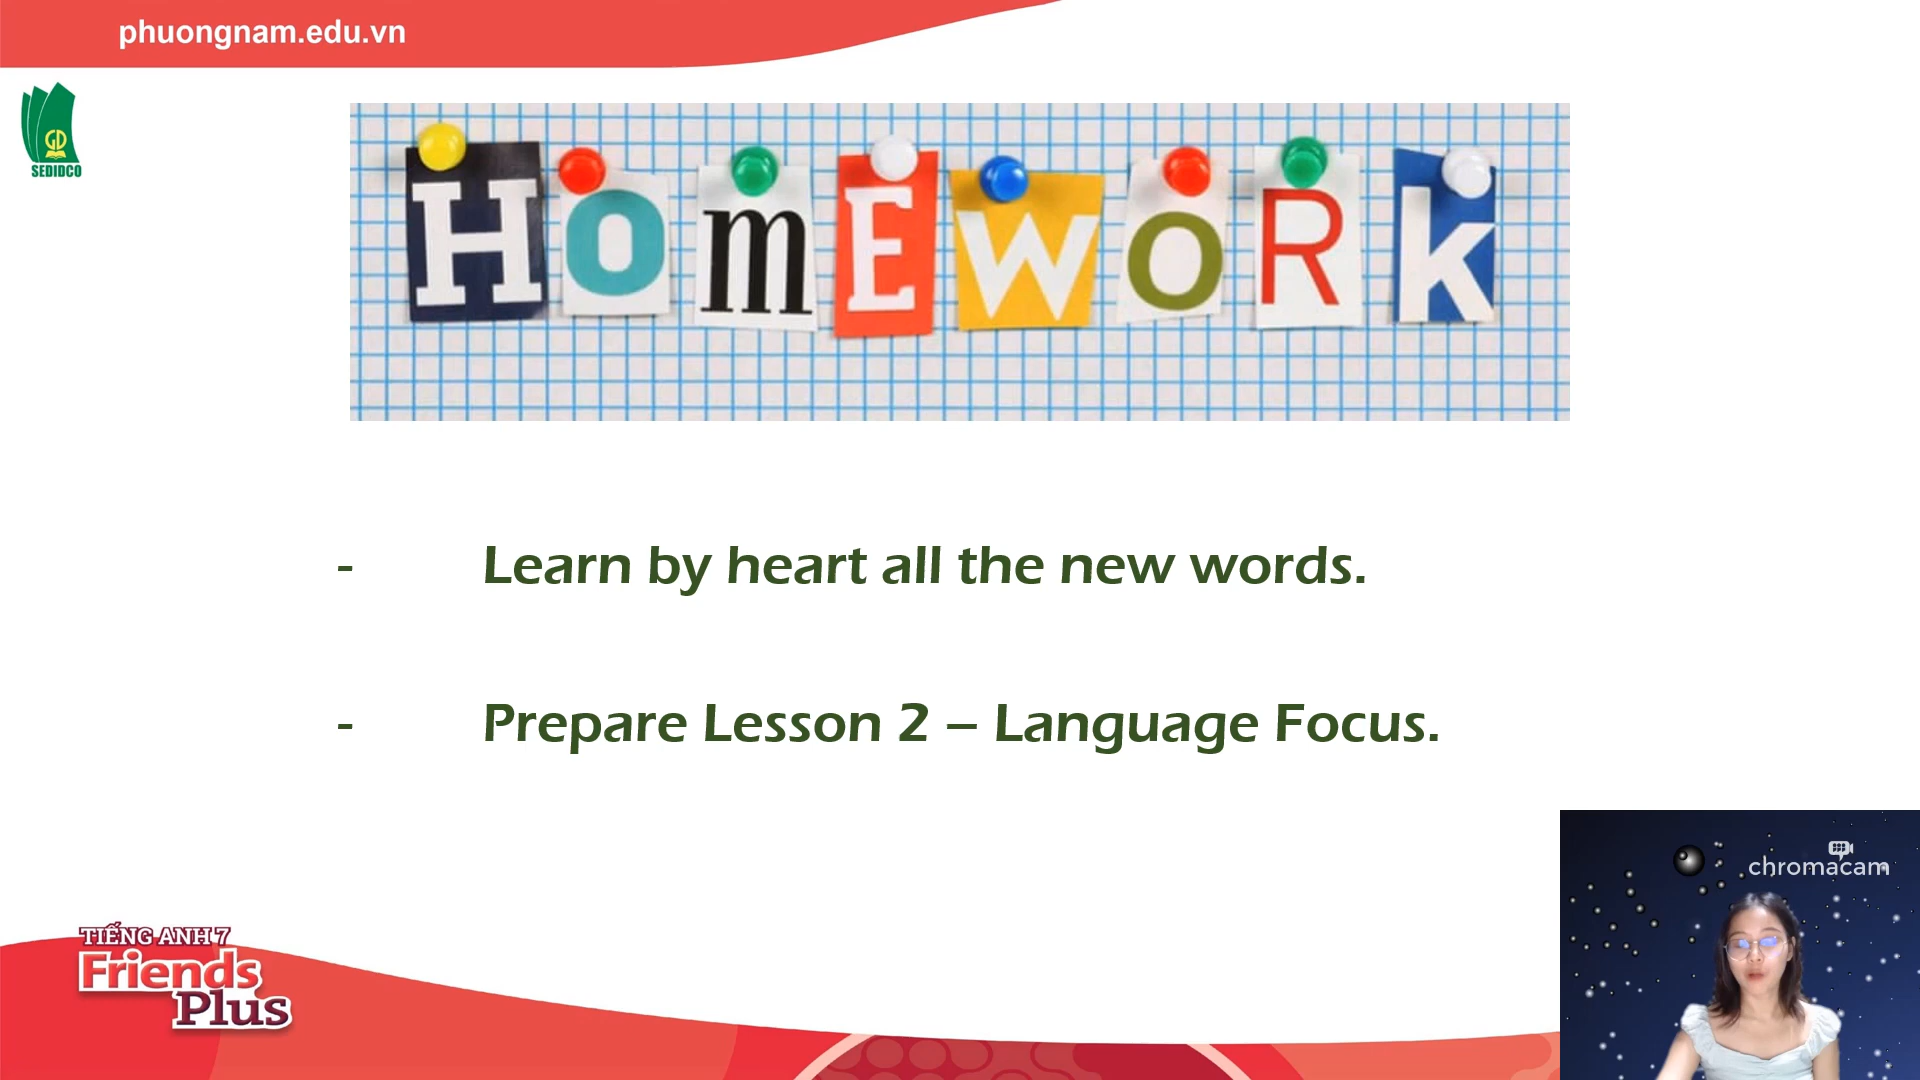 phuongnam.edu.vn
GD
SEDIDCO
HomEWoRk
- Learn by heart all the new words.
- Prepare Lesson 2 – Language Focus.
chromacam
TIẾNG ANH 7
Friends
Plus